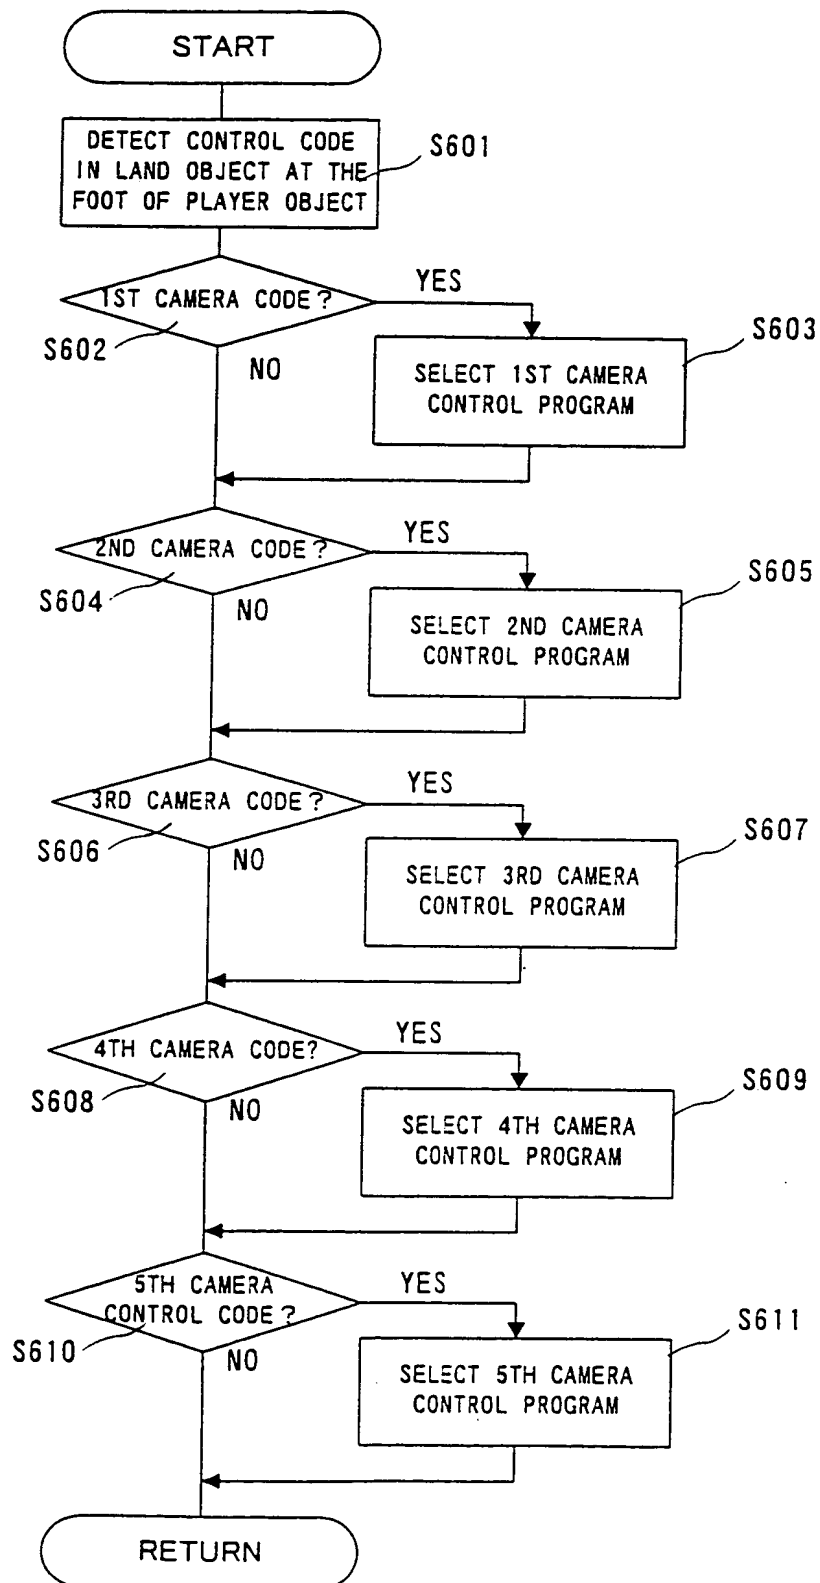 START
DETECT CONTROL CODE
IN LAND OBJECT AT THE
FOOT OF PLAYER OBJECT
S601
1ST CAMERA CODE?
YES
S602
NO
S603
SELECT 1ST CAMERA
CONTROL PROGRAM
2ND CAMERA CODE?
YES
S604
NO
S605
SELECT 2ND CAMERA
CONTROL PROGRAM
3RD CAMERA CODE?
YES
S606
NO
S607
SELECT 3RD CAMERA
CONTROL PROGRAM
4TH CAMERA CODE?
YES
S608
NO
S609
SELECT 4TH CAMERA
CONTROL PROGRAM
5TH CAMERA
CONTROL CODE?
YES
S610
NO
S611
SELECT 5TH CAMERA
CONTROL PROGRAM
RETURN